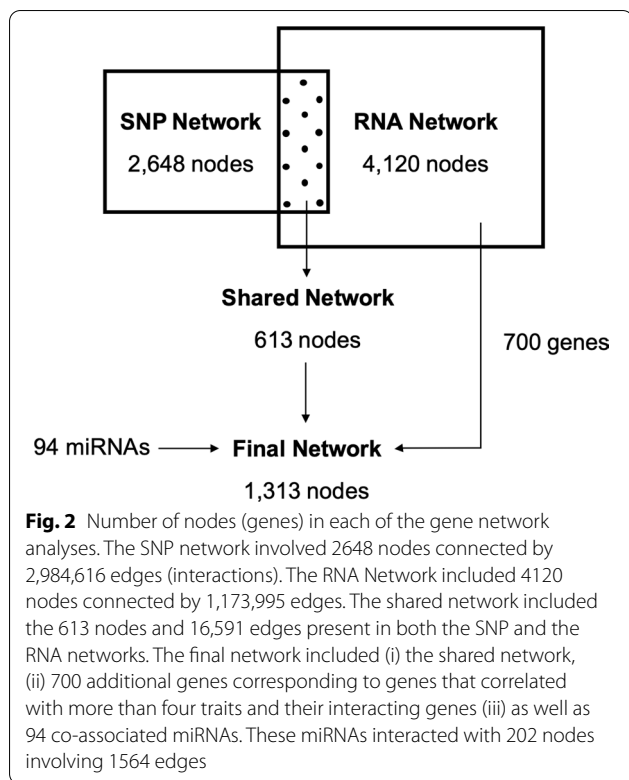 SNP Network
2,648 nodes
RNA Network
4,120 nodes
Shared Network
613 nodes
700 genes
94 miRNAs
Final Network
1,313 nodes
Fig. 2 Number of nodes (genes) in each of the gene network
analyses. The SNP network involved 2648 nodes connected by
2,984,616 edges (interactions). The RNA Network included 4120
nodes connected by 1,173,995 edges. The shared network included
the 613 nodes and 16,591 edges present in both the SNP and the
RNA networks. The final network included (i) the shared network,
(ii) 700 additional genes corresponding to genes that correlated
with more than four traits and their interacting genes (iii) as well as
94 co-associated miRNAs. These miRNAs interacted with 202 nodes
involving 1564 edges